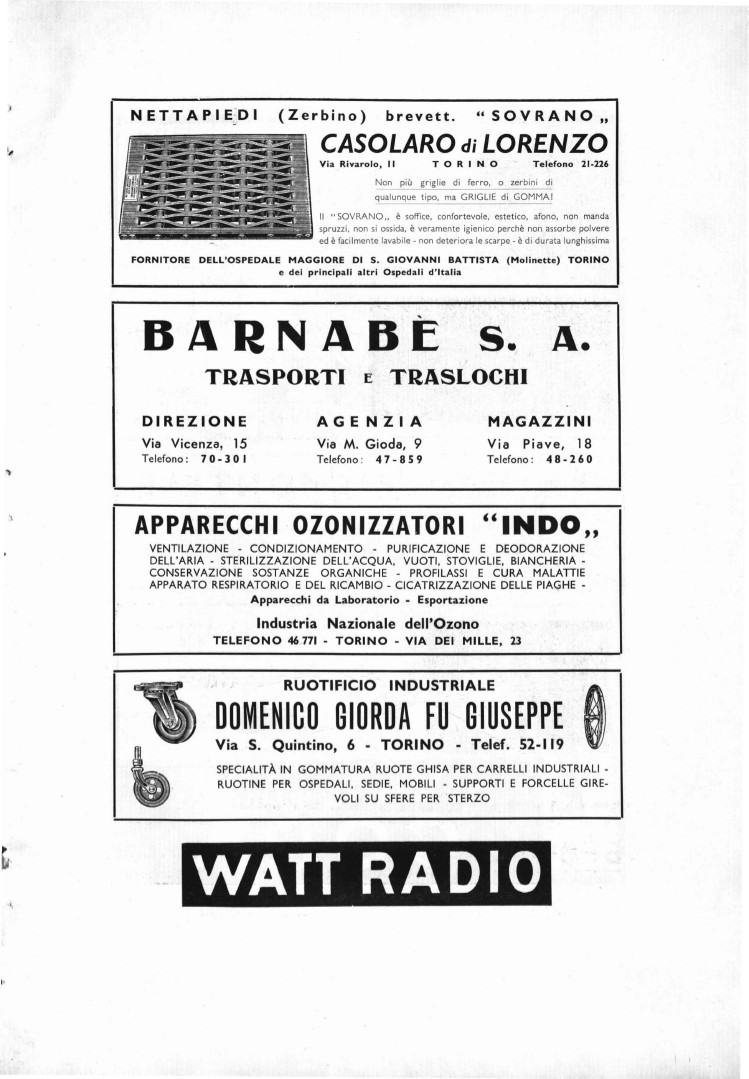 NETTAPIEDI (Zerbino) brevett. “ SOVRANO „
CASOLARO di LORENZO
Via Rivarolo, 11 TORINO Telefono 21-226
Non più griglie di ferro, o zerbini di
qualunque tipo, ma GRIGLIE di GOMMA!
Il “SOVRANO„ è soffice, confortevole, estetico, afono, non manda
spruzzi, non si ossida, è veramente igienico perchè non assorbe polvere
ed è facilmente lavabile - non deteriora le scarpe - è di durata lunghissima
FORNITORE DELL'OSPEDALE MAGGIORE DI S. GIOVANNI BATTISTA (Molinette) TORINO
e dei principali altri Ospedali d'Italia
BARNABÈ S. A.
TRASPORTI E TRASLOCHI
DIREZIONE AGENZIA MAGAZZINI
Via Vicenza, 15 Via M. Gioda, 9 Via Piave, 18
Telefono: 70-301 Telefono: 47-859 Telefono: 48-260
APPARECCHI OZONIZZATORI “INDO„
VENTILAZIONE - CONDIZIONAMENTO - PURIFICAZIONE E DEODORAZIONE
DELL'ARIA - STERILIZZAZIONE DELL'ACQUA, VUOTI, STOVIGLIE, BIANCHERIA -
CONSERVAZIONE SOSTANZE ORGANICHE - PROFILASSI E CURA MALATTIE
APPARATO RESPIRATORIO E DEL RICAMBIO - CICATRIZZAZIONE DELLE PIAGHE -
Apparecchi da Laboratorio - Esportazione
Industria Nazionale dell'Ozono
TELEFONO 46 771 - TORINO - VIA DEI MILLE, 23
RUOTIFICIO INDUSTRIALE
DOMENICO GIORDA FU GIUSEPPE
Via S. Quintino, 6 - TORINO - Telef. 52-119
SPECIALITÀ IN GOMMATURA RUOTE GHISA PER CARRELLI INDUSTRIALI -
RUOTINE PER OSPEDALI, SEDIE, MOBILI - SUPPORTI E FORCELLE GIRE-
VOLI SU SFERE PER STERZO
WATT RADIO